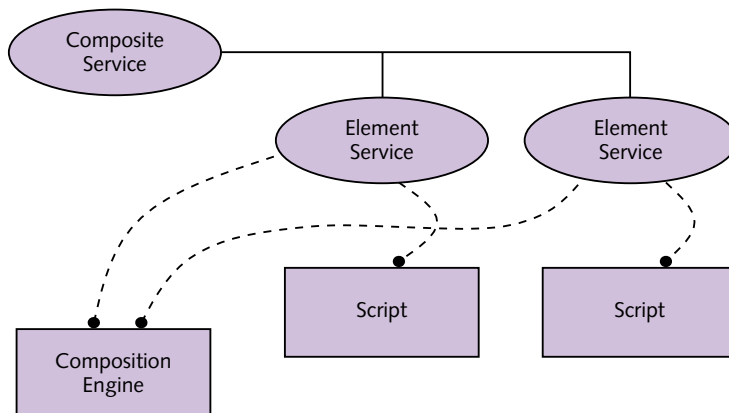 Composite
Service
Element
Service
Element
Service
Script
Script
Composition
Engine